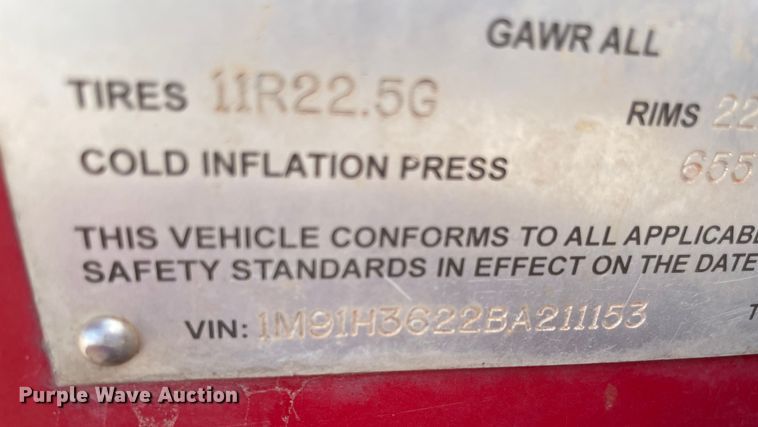 GAWR ALL
TIRES 11R22.5G RIMS 22
COLD INFLATION PRESS 655
THIS VEHICLE CONFORMS TO ALL APPLICABL
SAFETY STANDARDS IN EFFECT ON THE DATE
VIN: 1M91H3622BA211153 T
Purple Wave Auction®